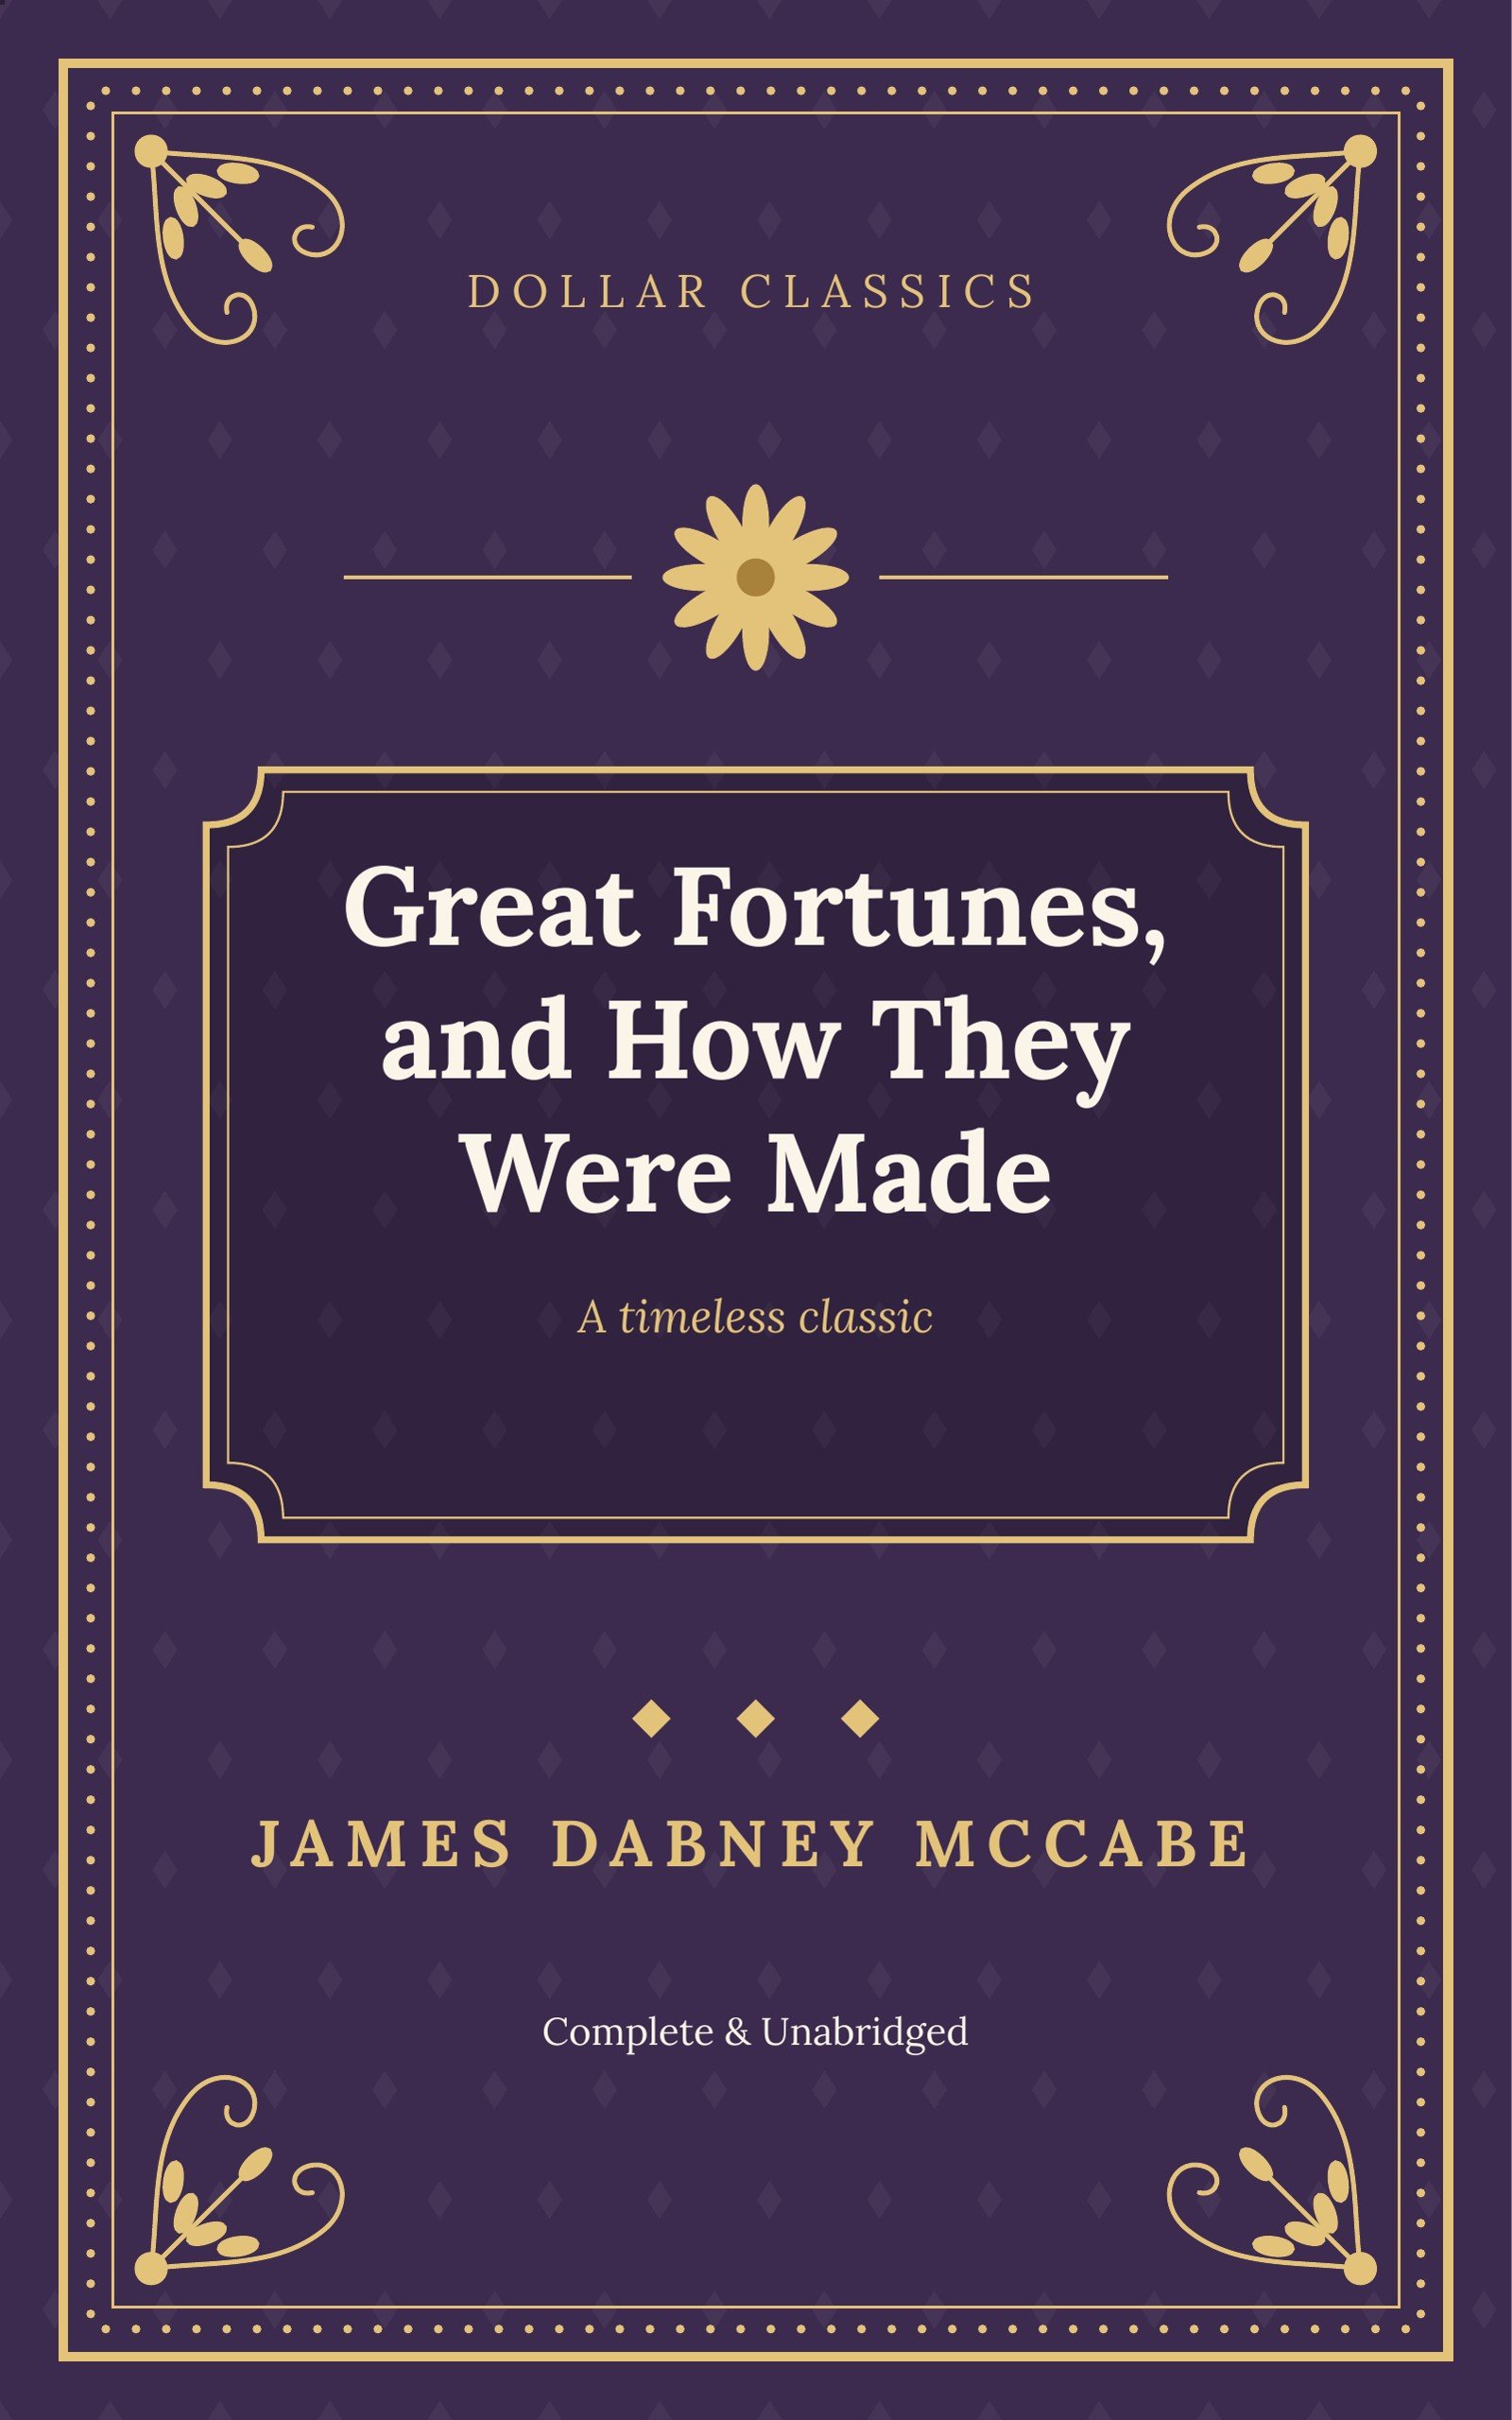 DOLLAR CLASSICS
Great Fortunes,
and How They
Were Made
A timeless classic
JAMES DABNEY MCCABE
Complete & Unabridged